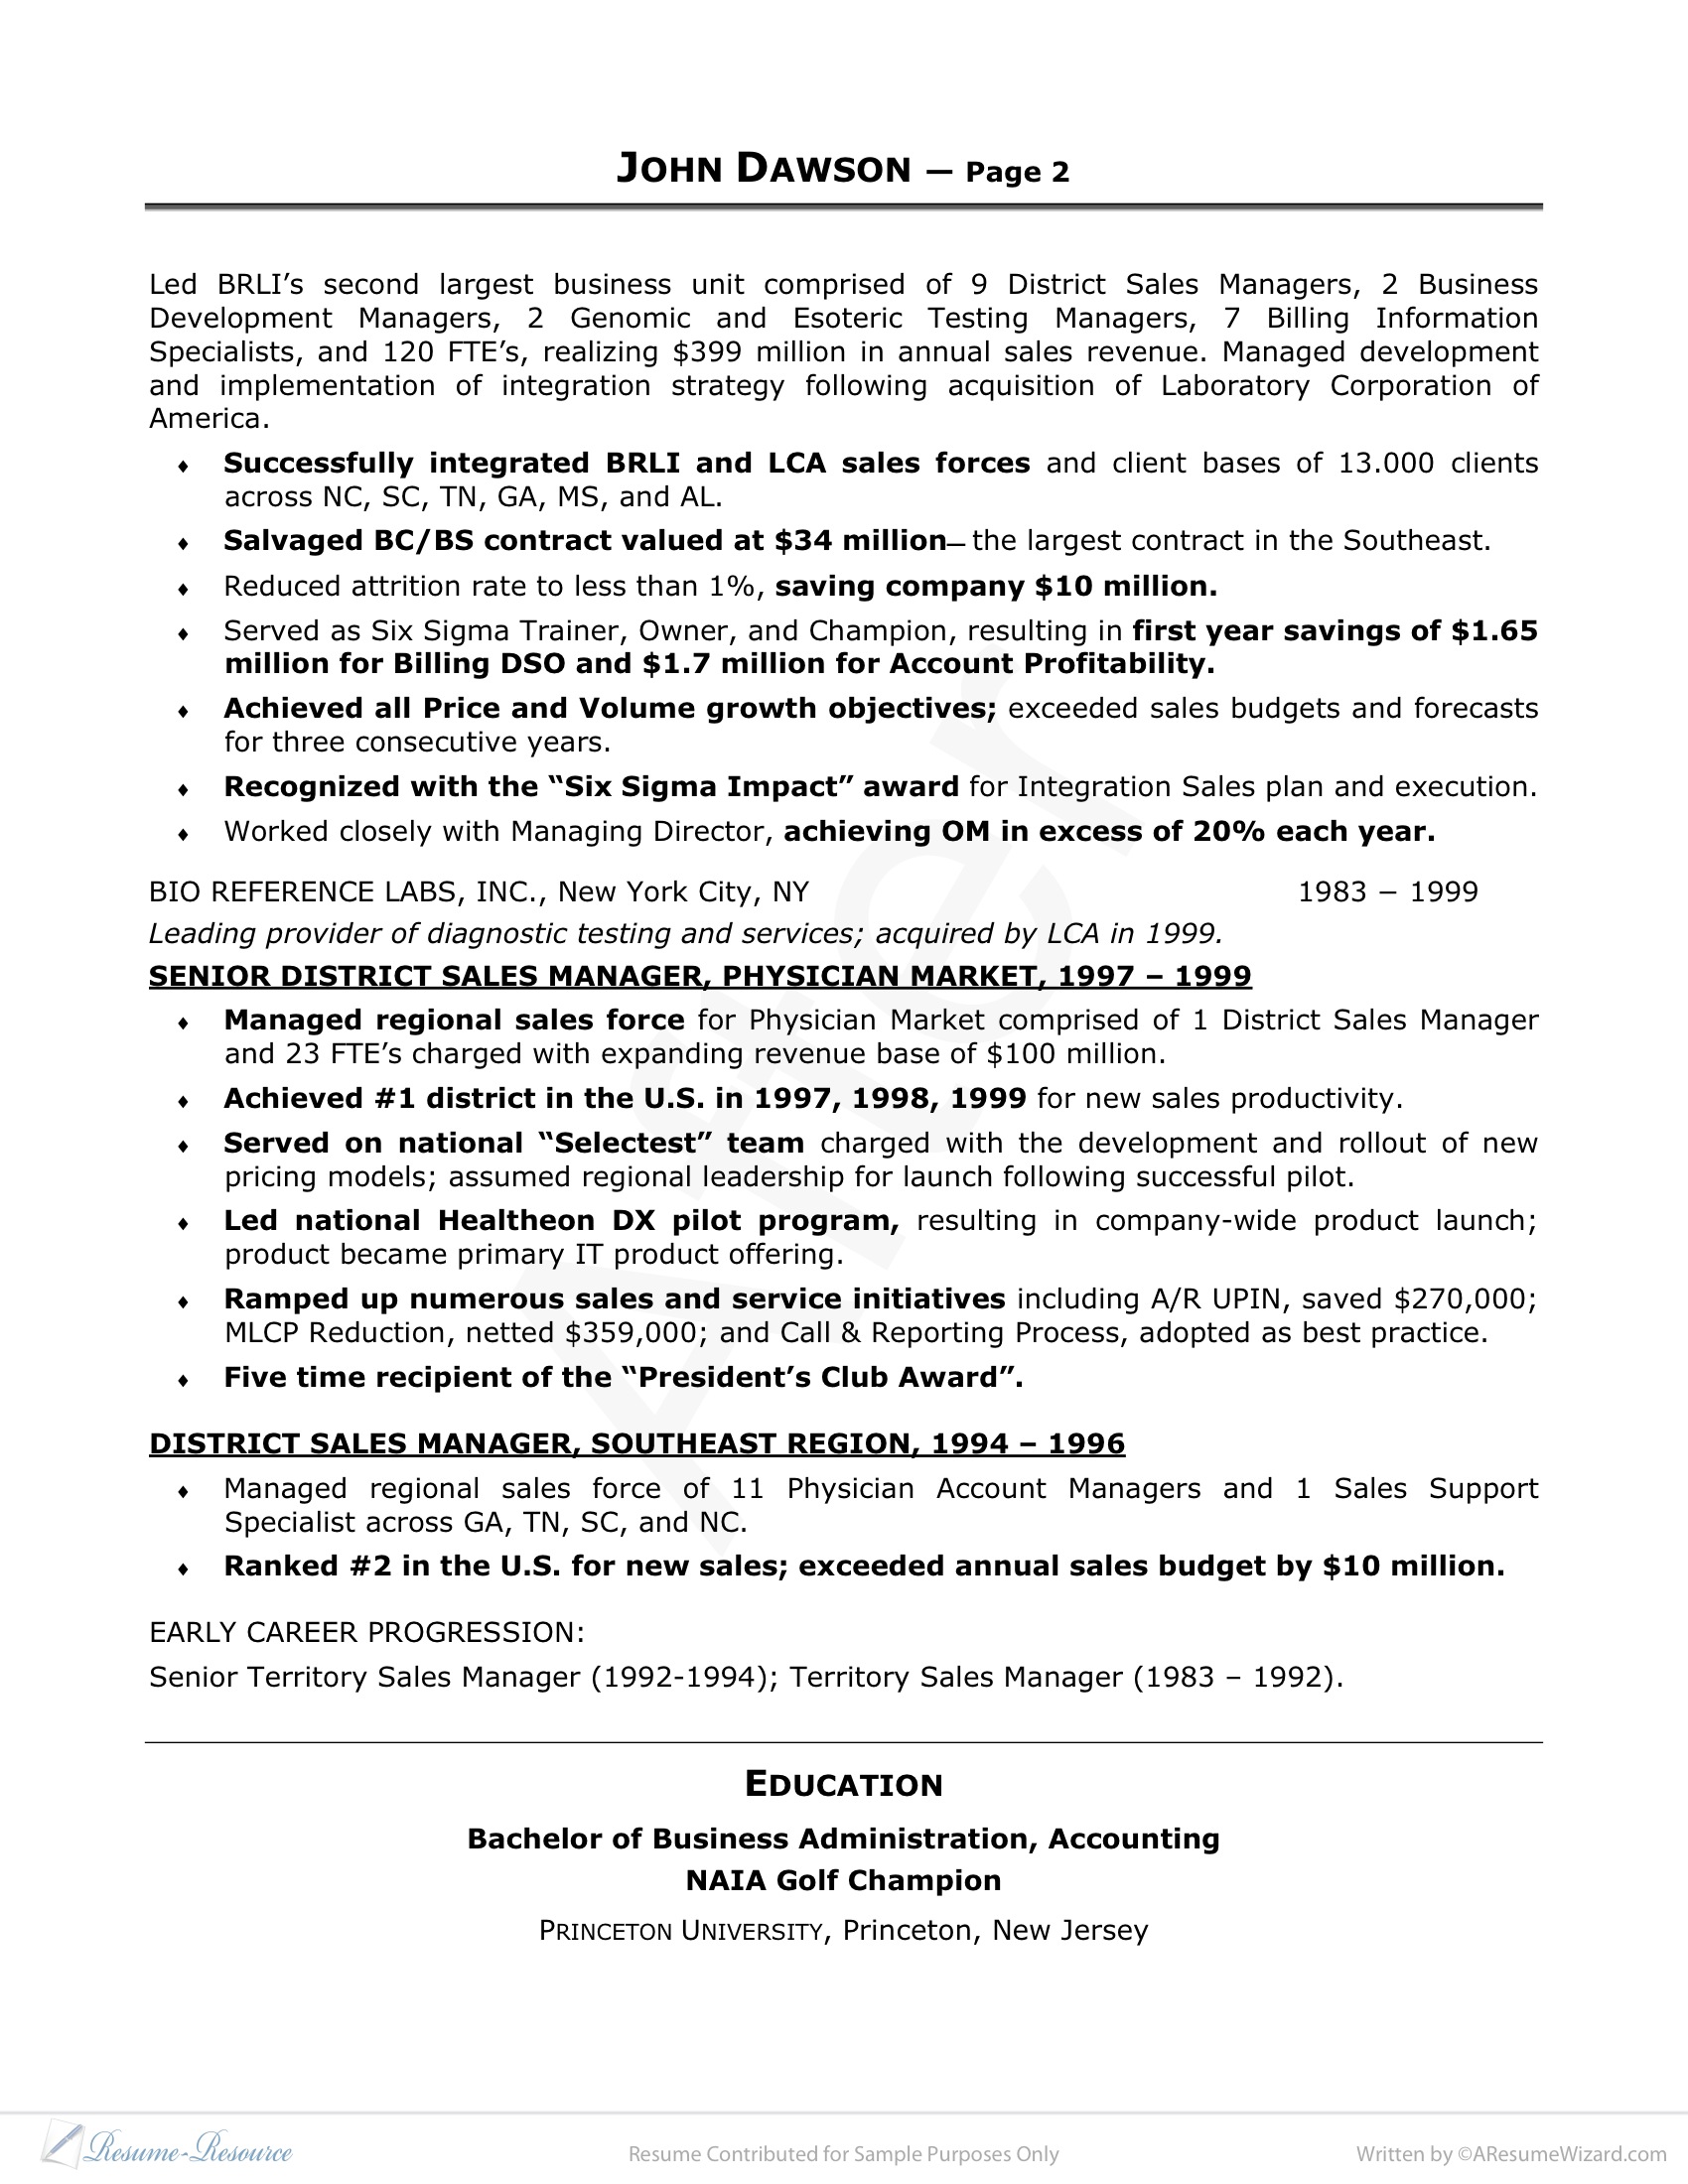 JOHN DAWSON — Page 2
Led BRLI’s second largest business unit comprised of 9 District Sales Managers, 2 Business
Development Managers, 2 Genomic and Esoteric Testing Managers, 7 Billing Information
Specialists, and 120 FTE’s, realizing $399 million in annual sales revenue. Managed development
and implementation of integration strategy following acquisition of Laboratory Corporation of
America.
♦ Successfully integrated BRLI and LCA sales forces and client bases of 13.000 clients
across NC, SC, TN, GA, MS, and AL.
♦ Salvaged BC/BS contract valued at $34 million— the largest contract in the Southeast.
♦ Reduced attrition rate to less than 1%, saving company $10 million.
♦ Served as Six Sigma Trainer, Owner, and Champion, resulting in first year savings of $1.65
million for Billing DSO and $1.7 million for Account Profitability.
♦ Achieved all Price and Volume growth objectives; exceeded sales budgets and forecasts
for three consecutive years.
♦ Recognized with the “Six Sigma Impact” award for Integration Sales plan and execution.
♦ Worked closely with Managing Director, achieving OM in excess of 20% each year.
BIO REFERENCE LABS, INC., New York City, NY 1983 – 1999
Leading provider of diagnostic testing and services; acquired by LCA in 1999.
SENIOR DISTRICT SALES MANAGER, PHYSICIAN MARKET, 1997 – 1999
♦ Managed regional sales force for Physician Market comprised of 1 District Sales Manager
and 23 FTE’s charged with expanding revenue base of $100 million.
♦ Achieved #1 district in the U.S. in 1997, 1998, 1999 for new sales productivity.
♦ Served on national “Selectest” team charged with the development and rollout of new
pricing models; assumed regional leadership for launch following successful pilot.
♦ Led national Healtheon DX pilot program, resulting in company-wide product launch;
product became primary IT product offering.
♦ Ramped up numerous sales and service initiatives including A/R UPIN, saved $270,000;
MLCP Reduction, netted $359,000; and Call & Reporting Process, adopted as best practice.
♦ Five time recipient of the “President’s Club Award”.
DISTRICT SALES MANAGER, SOUTHEAST REGION, 1994 – 1996
♦ Managed regional sales force of 11 Physician Account Managers and 1 Sales Support
Specialist across GA, TN, SC, and NC.
♦ Ranked #2 in the U.S. for new sales; exceeded annual sales budget by $10 million.
EARLY CAREER PROGRESSION:
Senior Territory Sales Manager (1992-1994); Territory Sales Manager (1983 – 1992).
EDUCATION
Bachelor of Business Administration, Accounting
NAIA Golf Champion
PRINCETON UNIVERSITY, Princeton, New Jersey
After
Resume-Resource Resume Contributed for Sample Purposes Only Written by ©AResumeWizard.com